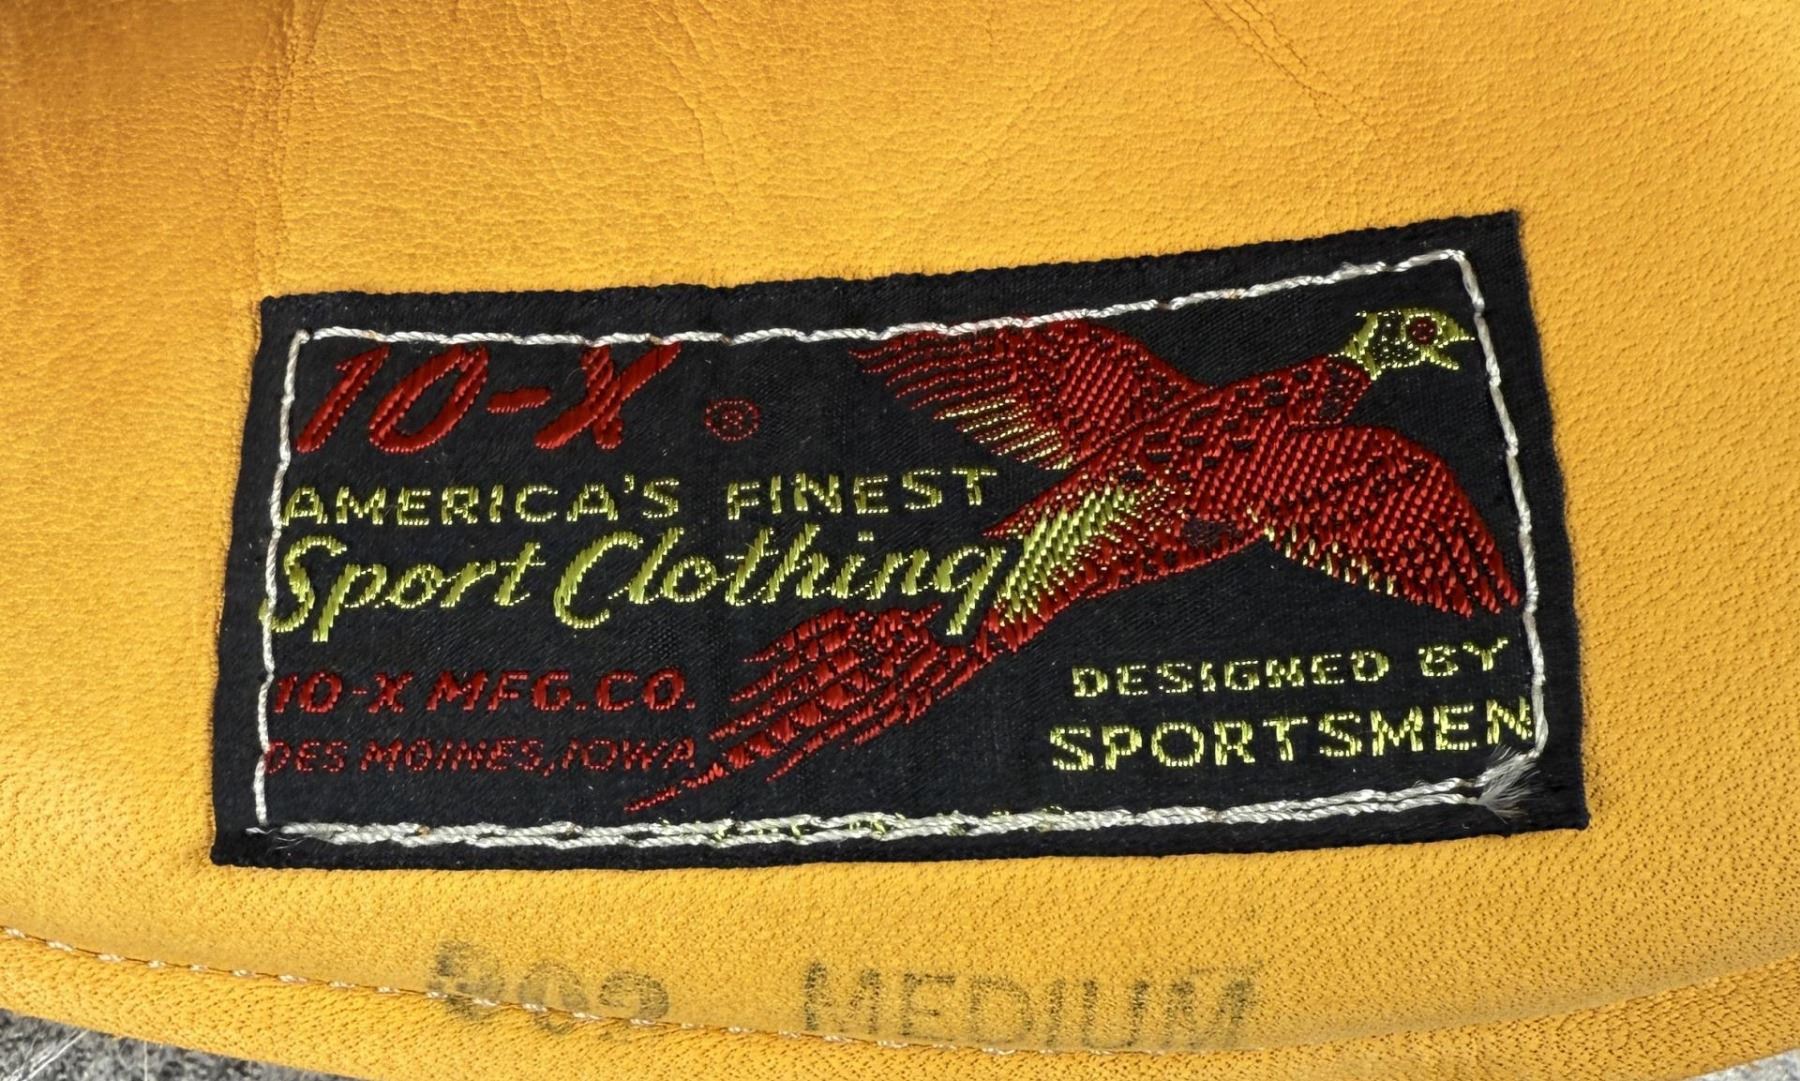 10-X ®
AMERICA'S FINEST
Sport Clothing
10-X MFG.CO.
DES MOINES, IOWA
DESIGNED BY
SPORTSMEN
MEDIUM